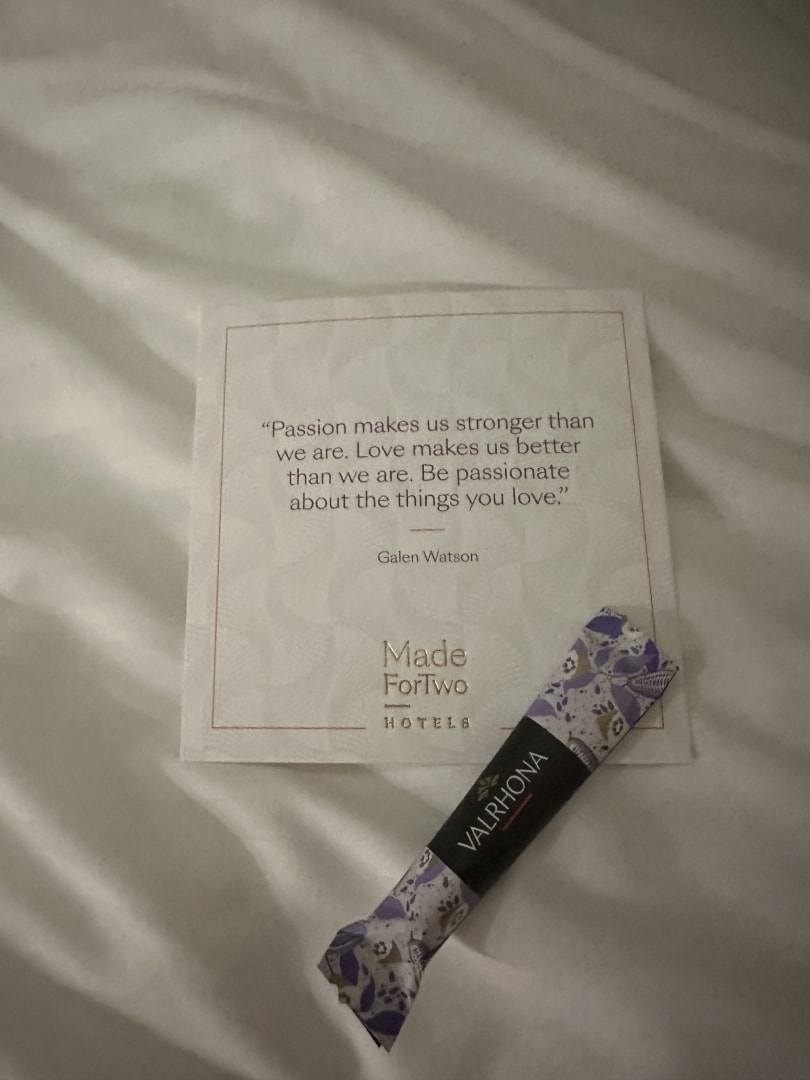 “Passion makes us stronger than
we are. Love makes us better
than we are. Be passionate
about the things you love.”
Galen Watson
Made
ForTwo
HOTELS
VALRHONA